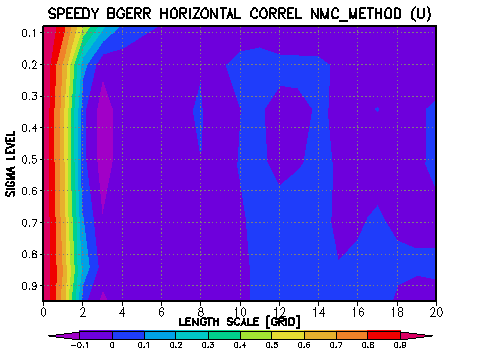 SPEEDY BGERR HORIZONTAL CORREL NMC_METHOD (U)
0.1
0.2
0.3
0.4
0.5
0.6
0.7
0.8
0.9
SIGMA LEVEL
0 2 4 6 8 10 12 14 16 18 20
LENGTH SCALE [GRID]
-0.1 0 0.1 0.2 0.3 0.4 0.5 0.6 0.7 0.8 0.9